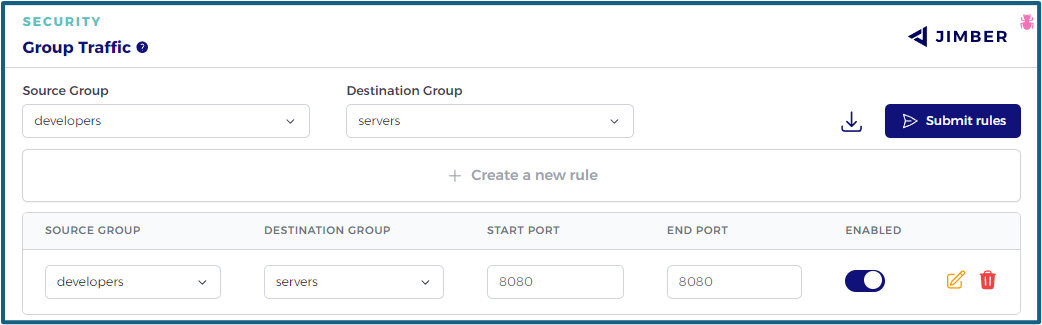 SECURITY
Group Traffic ?
JIMBER
Source Group
Destination Group
developers
servers
Submit rules
+ Create a new rule
SOURCE GROUP DESTINATION GROUP START PORT END PORT ENABLED
developers servers 8080 8080